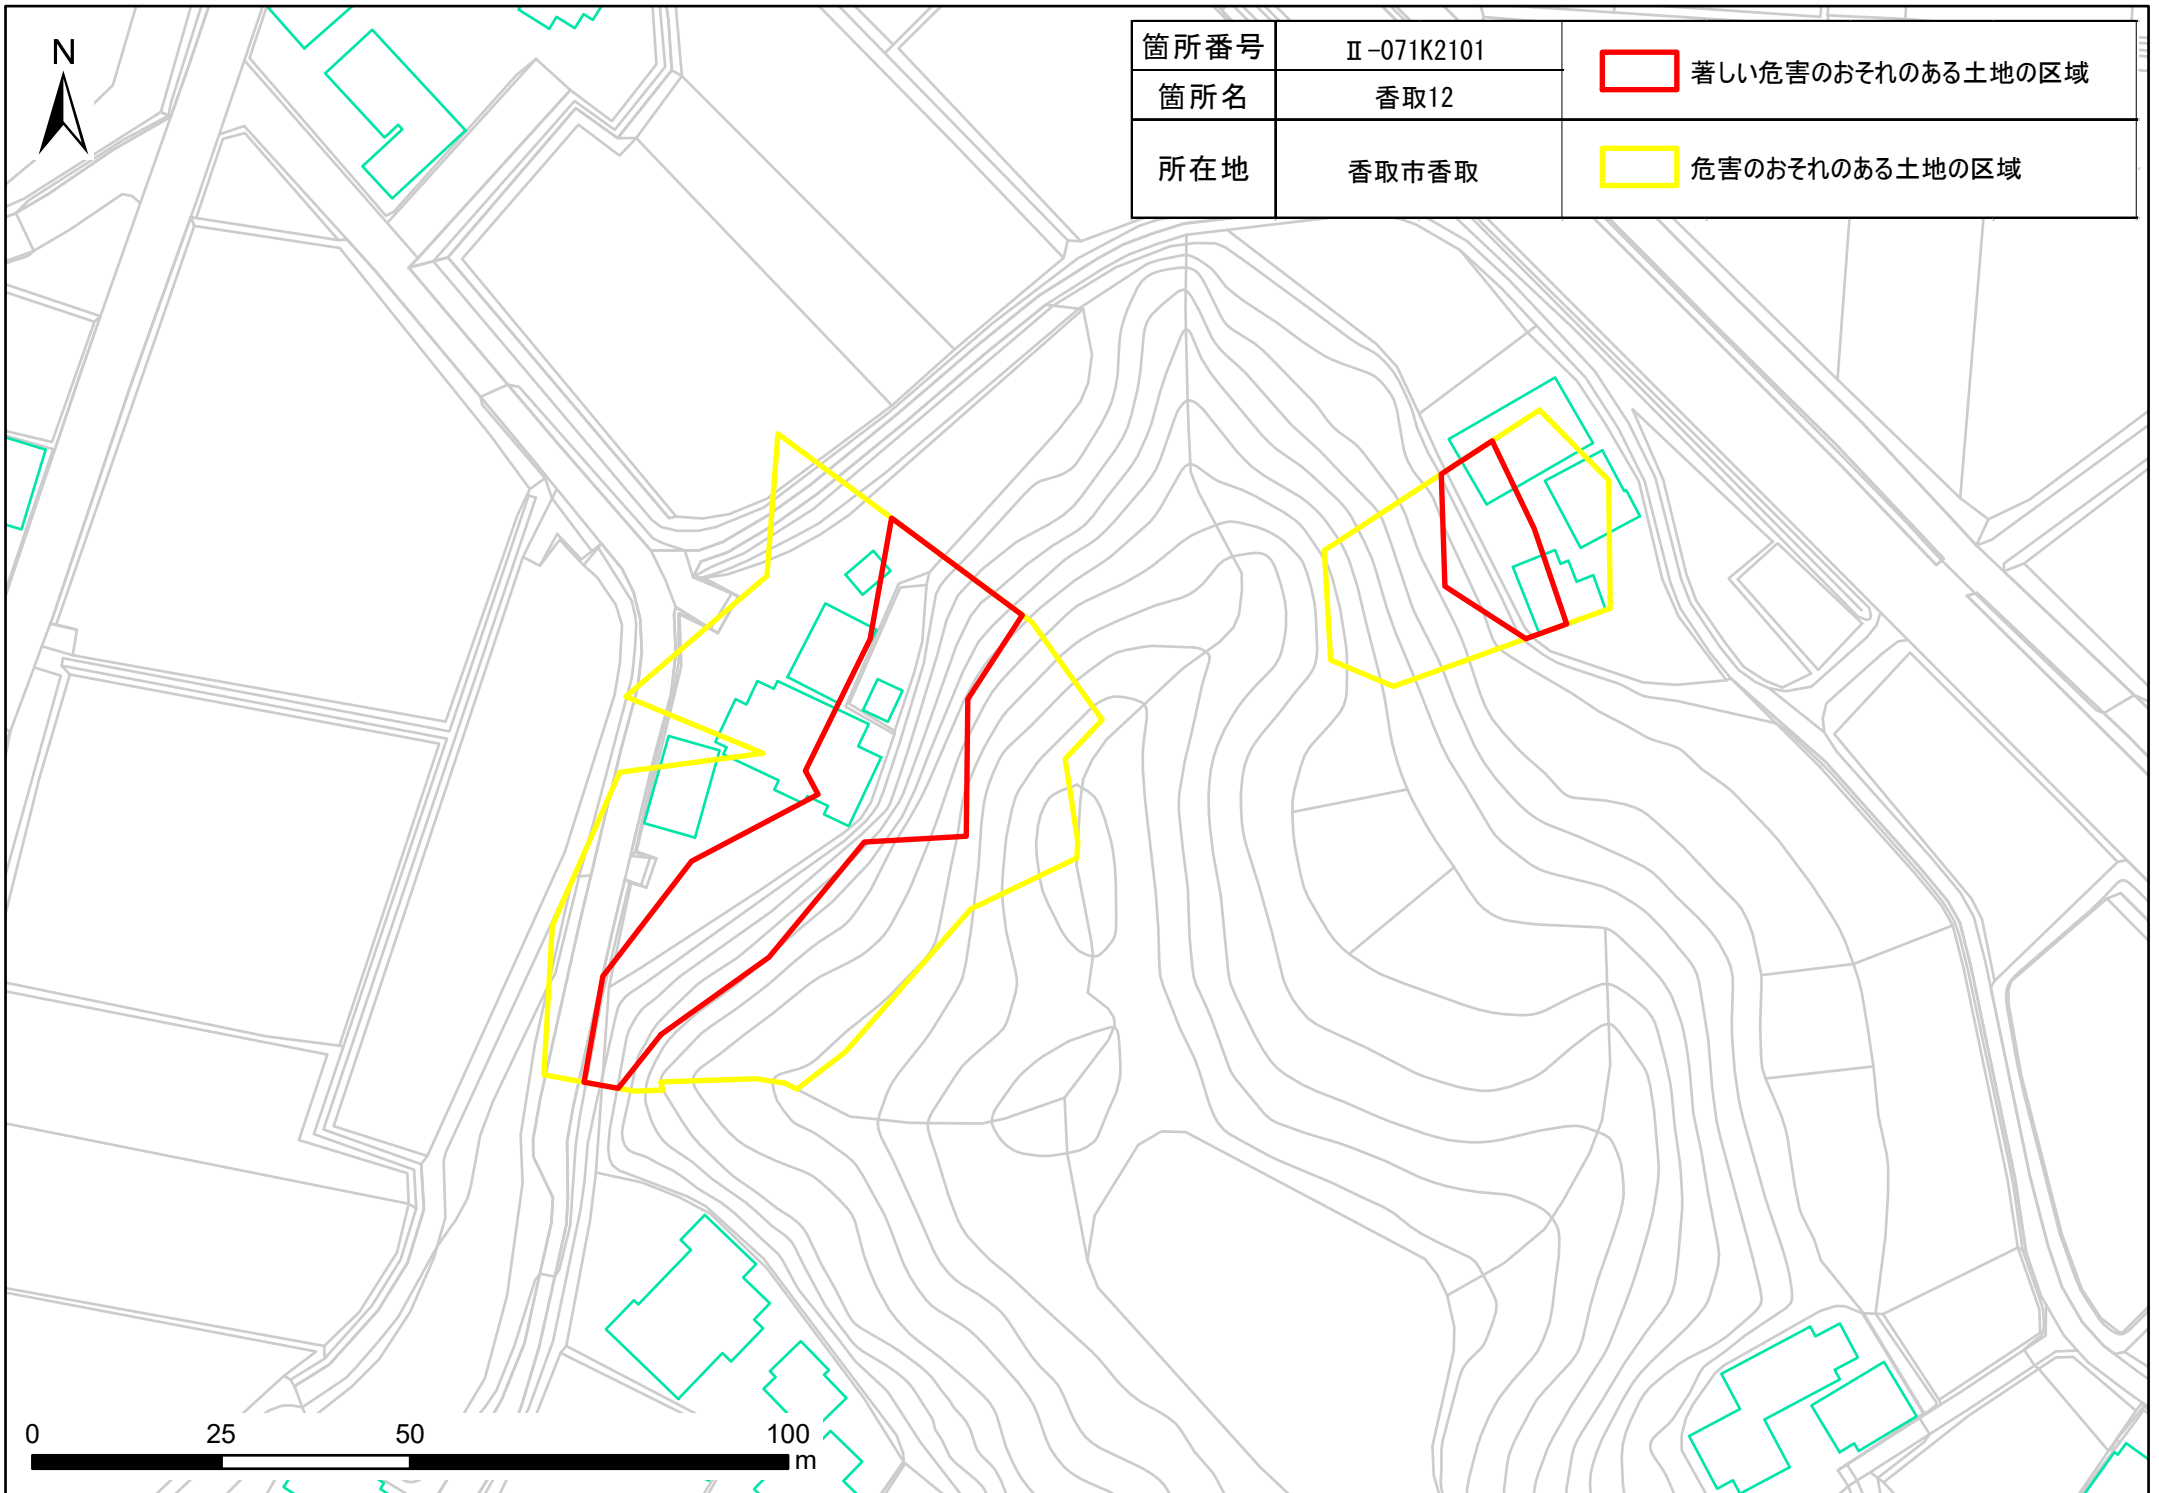 N
箇所番号 Ⅱ-071K2101
著しい危害のおそれのある土地の区域
箇所名 香取12
所在地 香取市香取
危害のおそれのある土地の区域
0 25 50 100
m